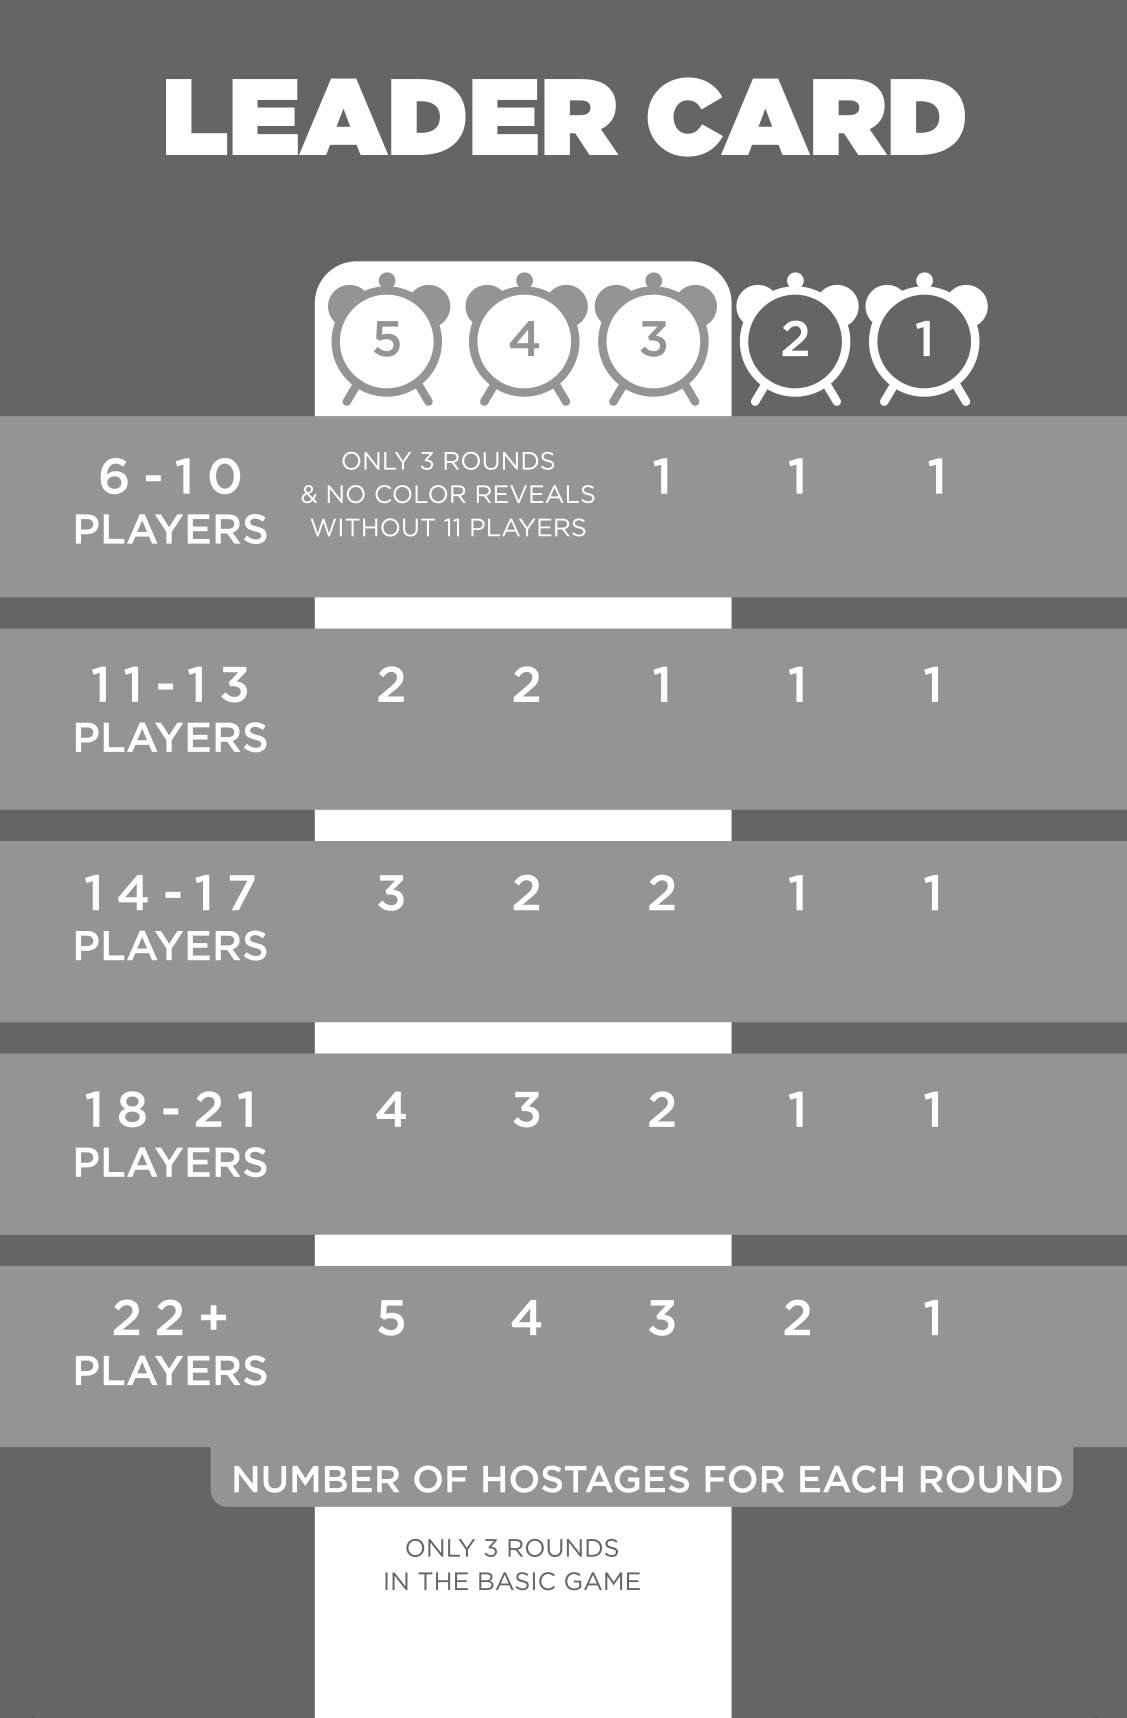 LEADER CARD
5 4 3 2 1
6-10 PLAYERS
ONLY 3 ROUNDS
& NO COLOR REVEALS
WITHOUT 11 PLAYERS
1 1 1
11-13 PLAYERS
2 2 1 1 1
14-17 PLAYERS
3 2 2 1 1
18-21 PLAYERS
4 3 2 1 1
22+ PLAYERS
5 4 3 2 1
NUMBER OF HOSTAGES FOR EACH ROUND
ONLY 3 ROUNDS
IN THE BASIC GAME